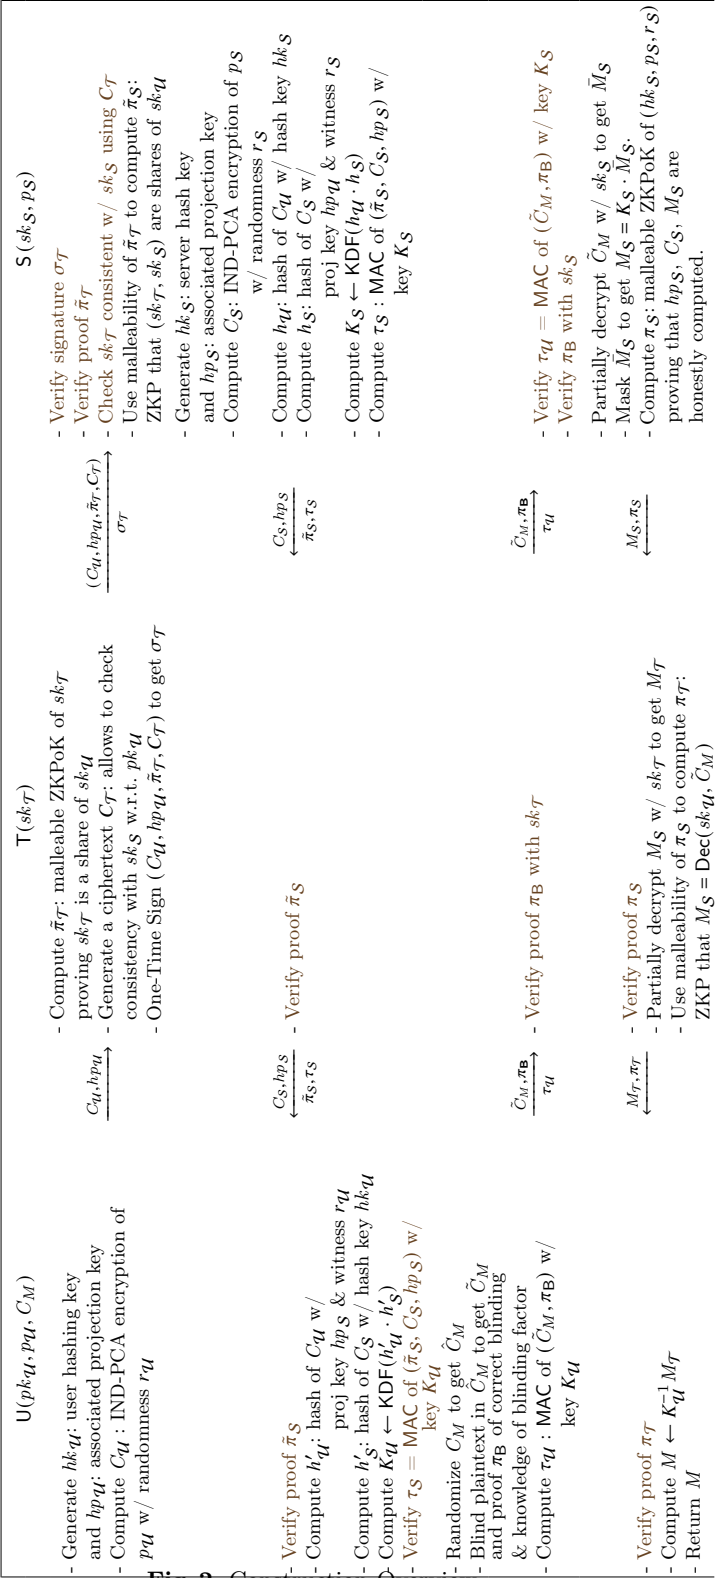 U(pk_𝒰, p_𝒰, C_M)
T(sk_𝒯)
S(sk_𝒮, p_𝒮)
- Generate hk_𝒰: user hashing key
and hp_𝒰: associated projection key
- Compute C_𝒰 : IND-PCA encryption of
p_𝒰 w/ randomness r_𝒰
C_𝒰, hp_𝒰
- Compute π̃_𝒯: malleable ZKPoK of sk_𝒯
proving sk_𝒯 is a share of sk_𝒰
- Generate a ciphertext C_𝒯: allows to check
consistency with sk_𝒮 w.r.t. pk_𝒰
- One-Time Sign (C_𝒰, hp_𝒰, π̃_𝒯, C_𝒯) to get σ_𝒯
(C_𝒰, hp_𝒰, π̃_𝒯, C_𝒯)
σ_𝒯
- Verify signature σ_𝒯
- Verify proof π̃_𝒯
- Check sk_𝒯 consistent w/ sk_𝒮 using C_𝒯
- Use malleability of π̃_𝒯 to compute π̃_𝒮:
ZKP that (sk_𝒯, sk_𝒮) are shares of sk_𝒰
- Generate hk_𝒮: server hash key
and hp_𝒮: associated projection key
- Compute C_𝒮: IND-PCA encryption of p_𝒮
w/ randomness r_𝒮
- Compute h_𝒰: hash of C_𝒰 w/ hash key hk_𝒮
- Compute h_𝒮: hash of C_𝒮 w/
proj key hp_𝒰 & witness r_𝒮
- Compute K_𝒮 ← KDF(h_𝒰 · h_𝒮)
- Compute τ_𝒮 : MAC of (π̃_𝒮, C_𝒮, hp_𝒮) w/
key K_𝒮
C_𝒮, hp_𝒮
π̃_𝒮, τ_𝒮
- Verify proof π̃_𝒮
C_𝒮, hp_𝒮
π̃_𝒮, τ_𝒮
- Verify proof π̃_𝒮
- Compute h′_𝒰: hash of C_𝒰 w/
proj key hp_𝒮 & witness r_𝒰
- Compute h′_𝒮: hash of C_𝒮 w/ hash key hk_𝒰
- Compute K_𝒰 ← KDF(h′_𝒰 · h′_𝒮)
- Verify τ_𝒮 = MAC of (π̃_𝒮, C_𝒮, hp_𝒮) w/
key K_𝒰
- Randomize C_M to get Ĉ_M
- Blind plaintext in Ĉ_M to get C̃_M
and proof π_B of correct blinding
& knowledge of blinding factor
- Compute τ_𝒰 : MAC of (C̃_M, π_B) w/
key K_𝒰
C̃_M, π_B
τ_𝒰
- Verify proof π_B with sk_𝒯
C̃_M, π_B
τ_𝒰
- Verify τ_𝒰 = MAC of (C̃_M, π_B) w/ key K_𝒮
- Verify π_B with sk_𝒮
- Partially decrypt C̃_M w/ sk_𝒮 to get M̄_𝒮
- Mask M̄_𝒮 to get M_𝒮 = K_𝒮 · M̄_𝒮.
- Compute π_𝒮: malleable ZKPoK of (hk_𝒮, p_𝒮, r_𝒮)
proving that hp_𝒮, C_𝒮, M_𝒮 are
honestly computed.
M_𝒮, π_𝒮
- Verify proof π_𝒮
- Partially decrypt M_𝒮 w/ sk_𝒯 to get M_𝒯
- Use malleability of π_𝒮 to compute π_𝒯:
ZKP that M_𝒮 = Dec(sk_𝒰, C̃_M)
M_𝒯, π_𝒯
- Verify proof π_𝒯
- Compute M ← K_𝒰^{-1} M_𝒯
- Return M
Fig. Construction Overview